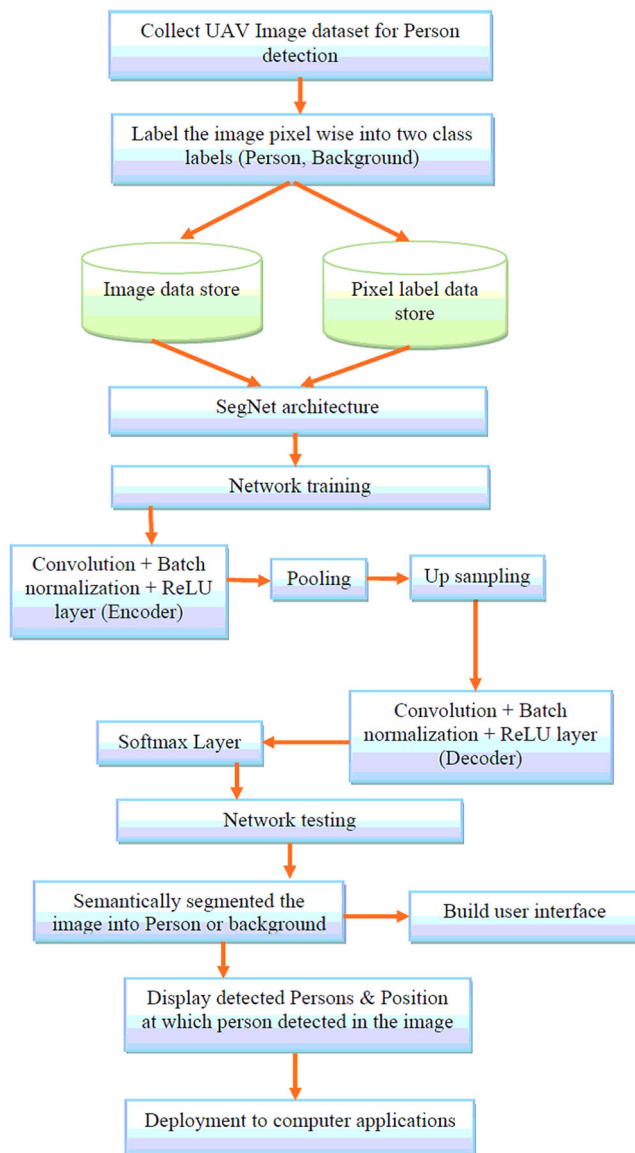 Collect UAV Image dataset for Person
detection
Label the image pixel wise into two class
labels (Person, Background)
Image data store
Pixel label data
store
SegNet architecture
Network training
Convolution + Batch
normalization + ReLU
layer (Encoder)
Pooling
Up sampling
Convolution + Batch
normalization + ReLU layer
(Decoder)
Softmax Layer
Network testing
Semantically segmented the
image into Person or background
Build user interface
Display detected Persons & Position
at which person detected in the image
Deployment to computer applications